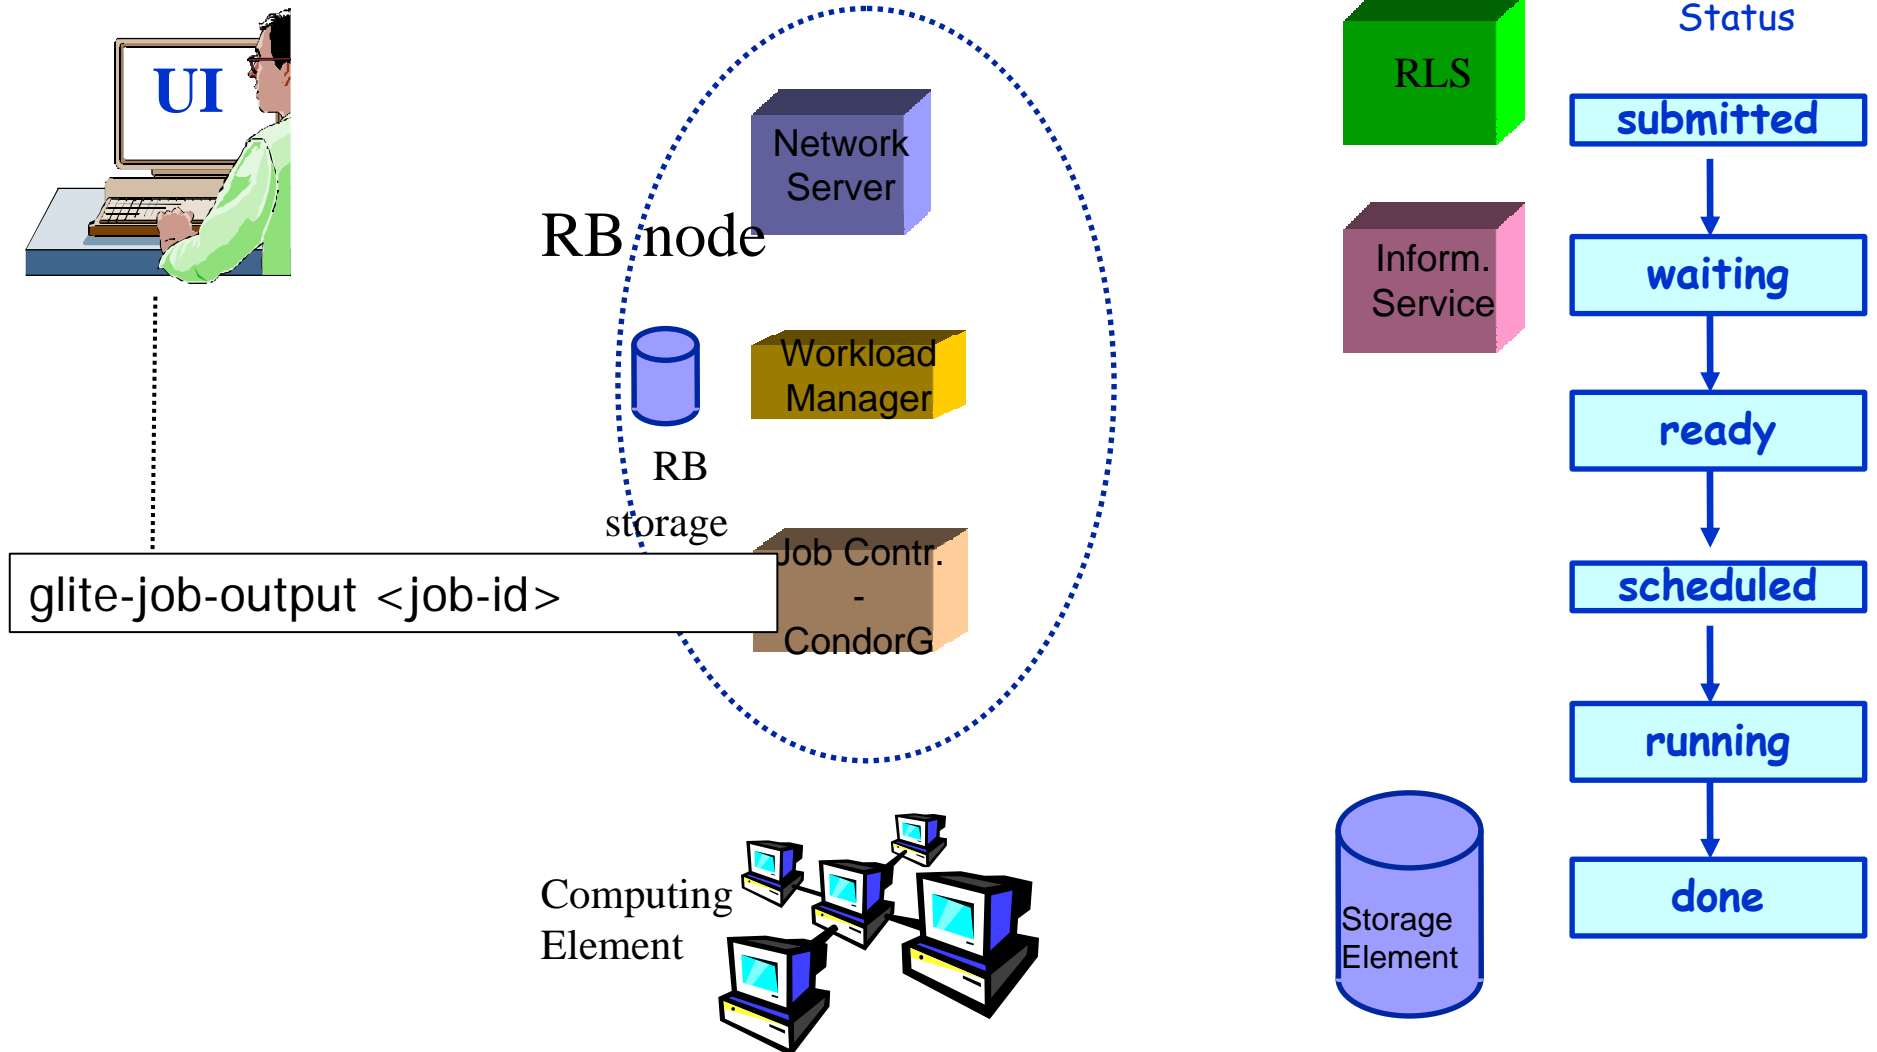 UI
RB node
Network
Server
Workload
Manager
RB
storage
Job Contr.
-
CondorG
glite-job-output <job-id>
Computing
Element
RLS
Inform.
Service
Storage
Element
Status
submitted
waiting
ready
scheduled
running
done